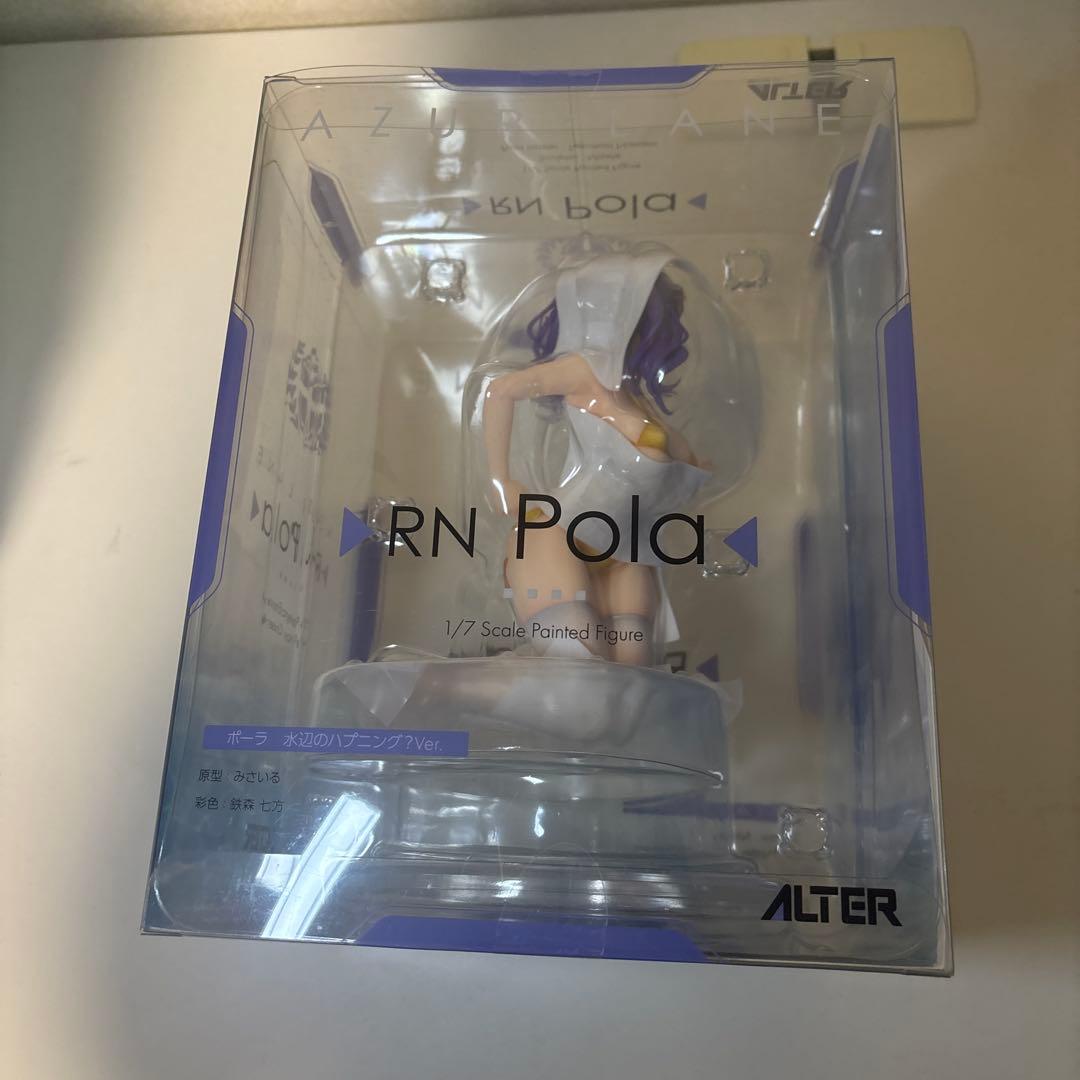 ALTER
AZUR LANE
RN Pola
Pola
RN Pola
1/7 Scale Painted Figure
ポーラ 水辺のハプニング?Ver.
原型:みさいる
彩色:鉄森 七方
ALTER